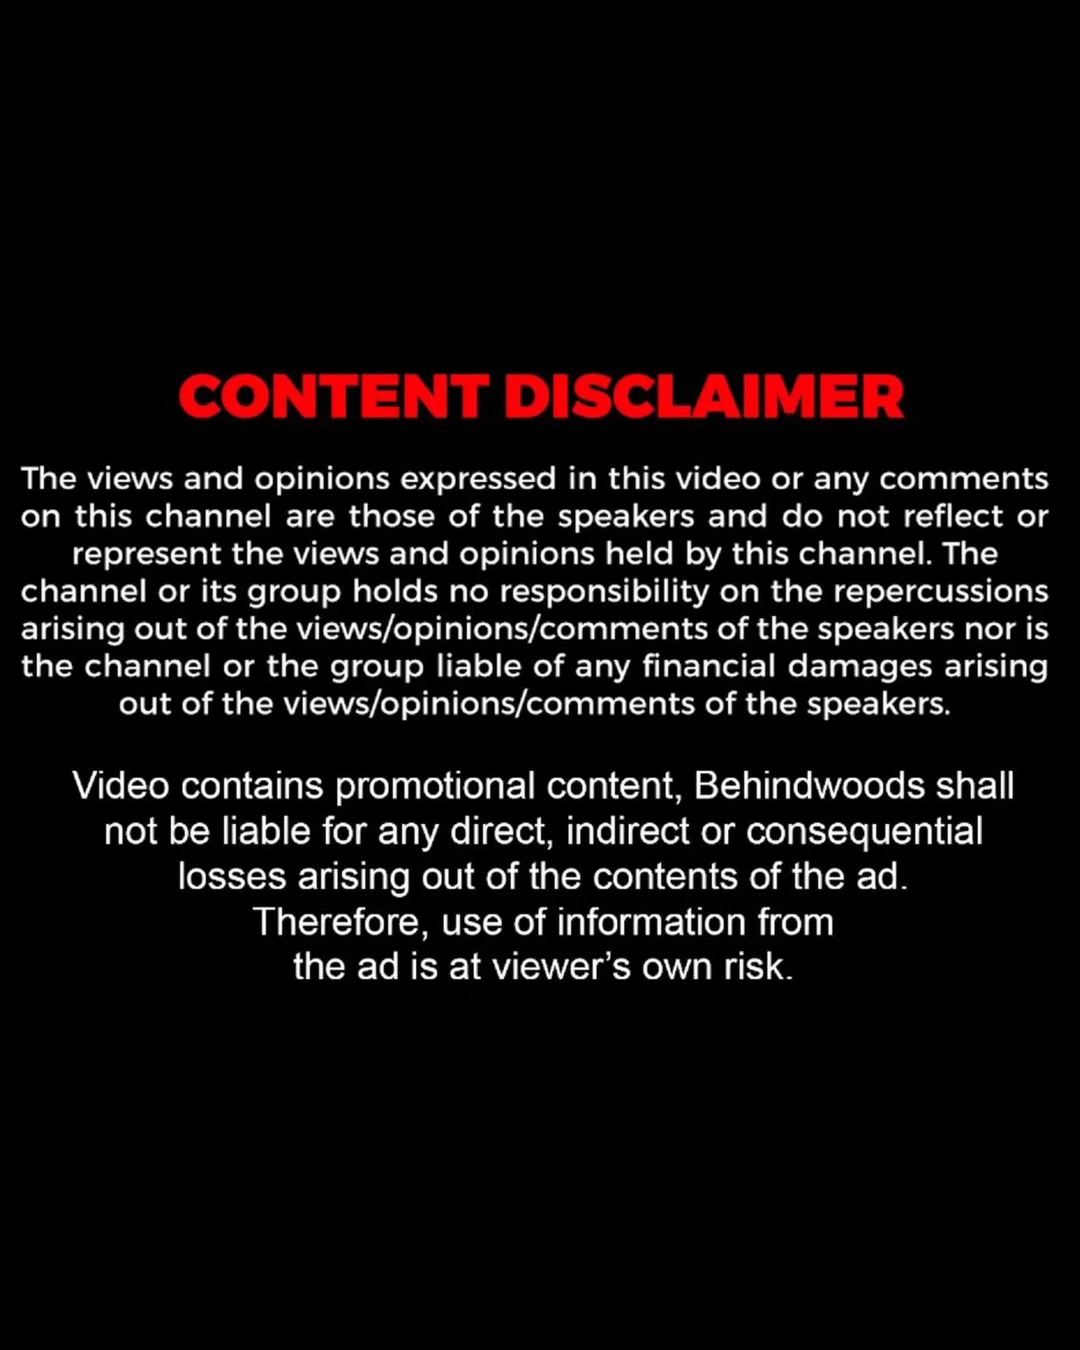 CONTENT DISCLAIMER
The views and opinions expressed in this video or any comments
on this channel are those of the speakers and do not reflect or
represent the views and opinions held by this channel. The
channel or its group holds no responsibility on the repercussions
arising out of the views/opinions/comments of the speakers nor is
the channel or the group liable of any financial damages arising
out of the views/opinions/comments of the speakers.
Video contains promotional content, Behindwoods shall
not be liable for any direct, indirect or consequential
losses arising out of the contents of the ad.
Therefore, use of information from
the ad is at viewer’s own risk.